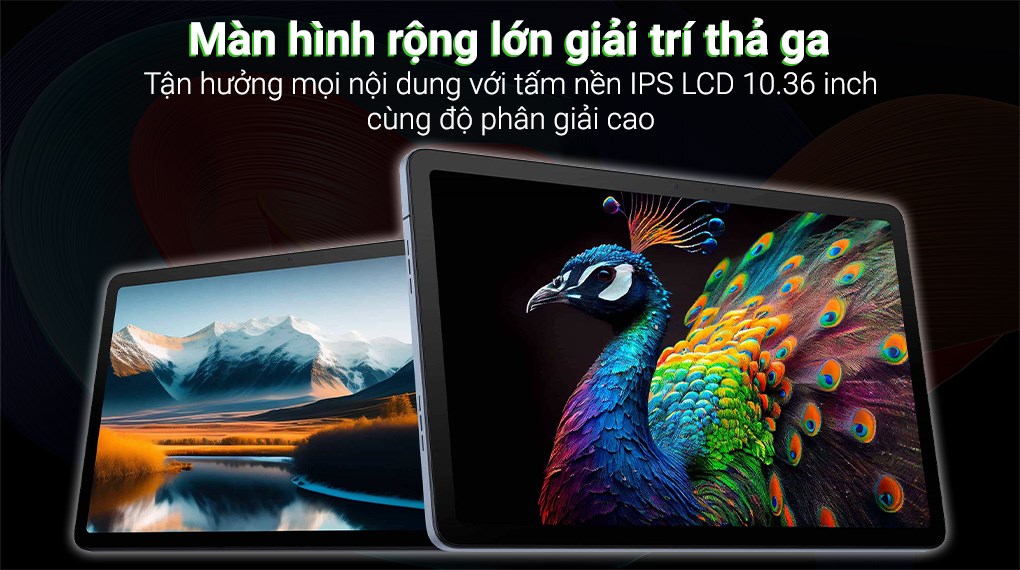 Màn hình rộng lớn giải trí thả ga
Tận hưởng mọi nội dung với tấm nền IPS LCD 10.36 inch
cùng độ phân giải cao